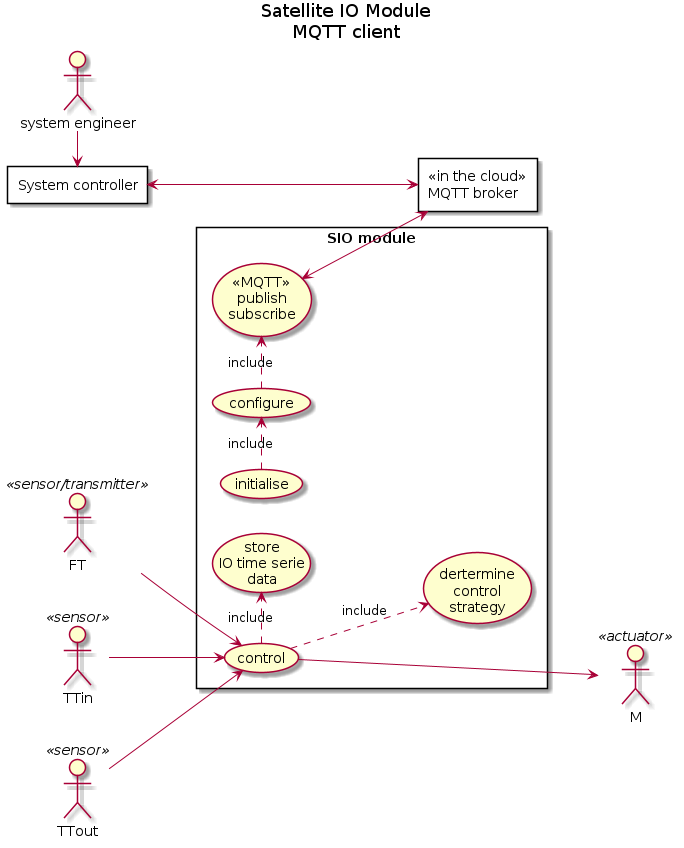 Satellite IO Module
MQTT client
system engineer
System controller
«in the cloud»
MQTT broker
SIO module
«MQTT»
publish
subscribe
include
configure
include
initialise
«sensor/transmitter»
FT
store
IO time serie
data
dertermine
control
strategy
include
include
«sensor»
TTin
control
«actuator»
M
«sensor»
TTout